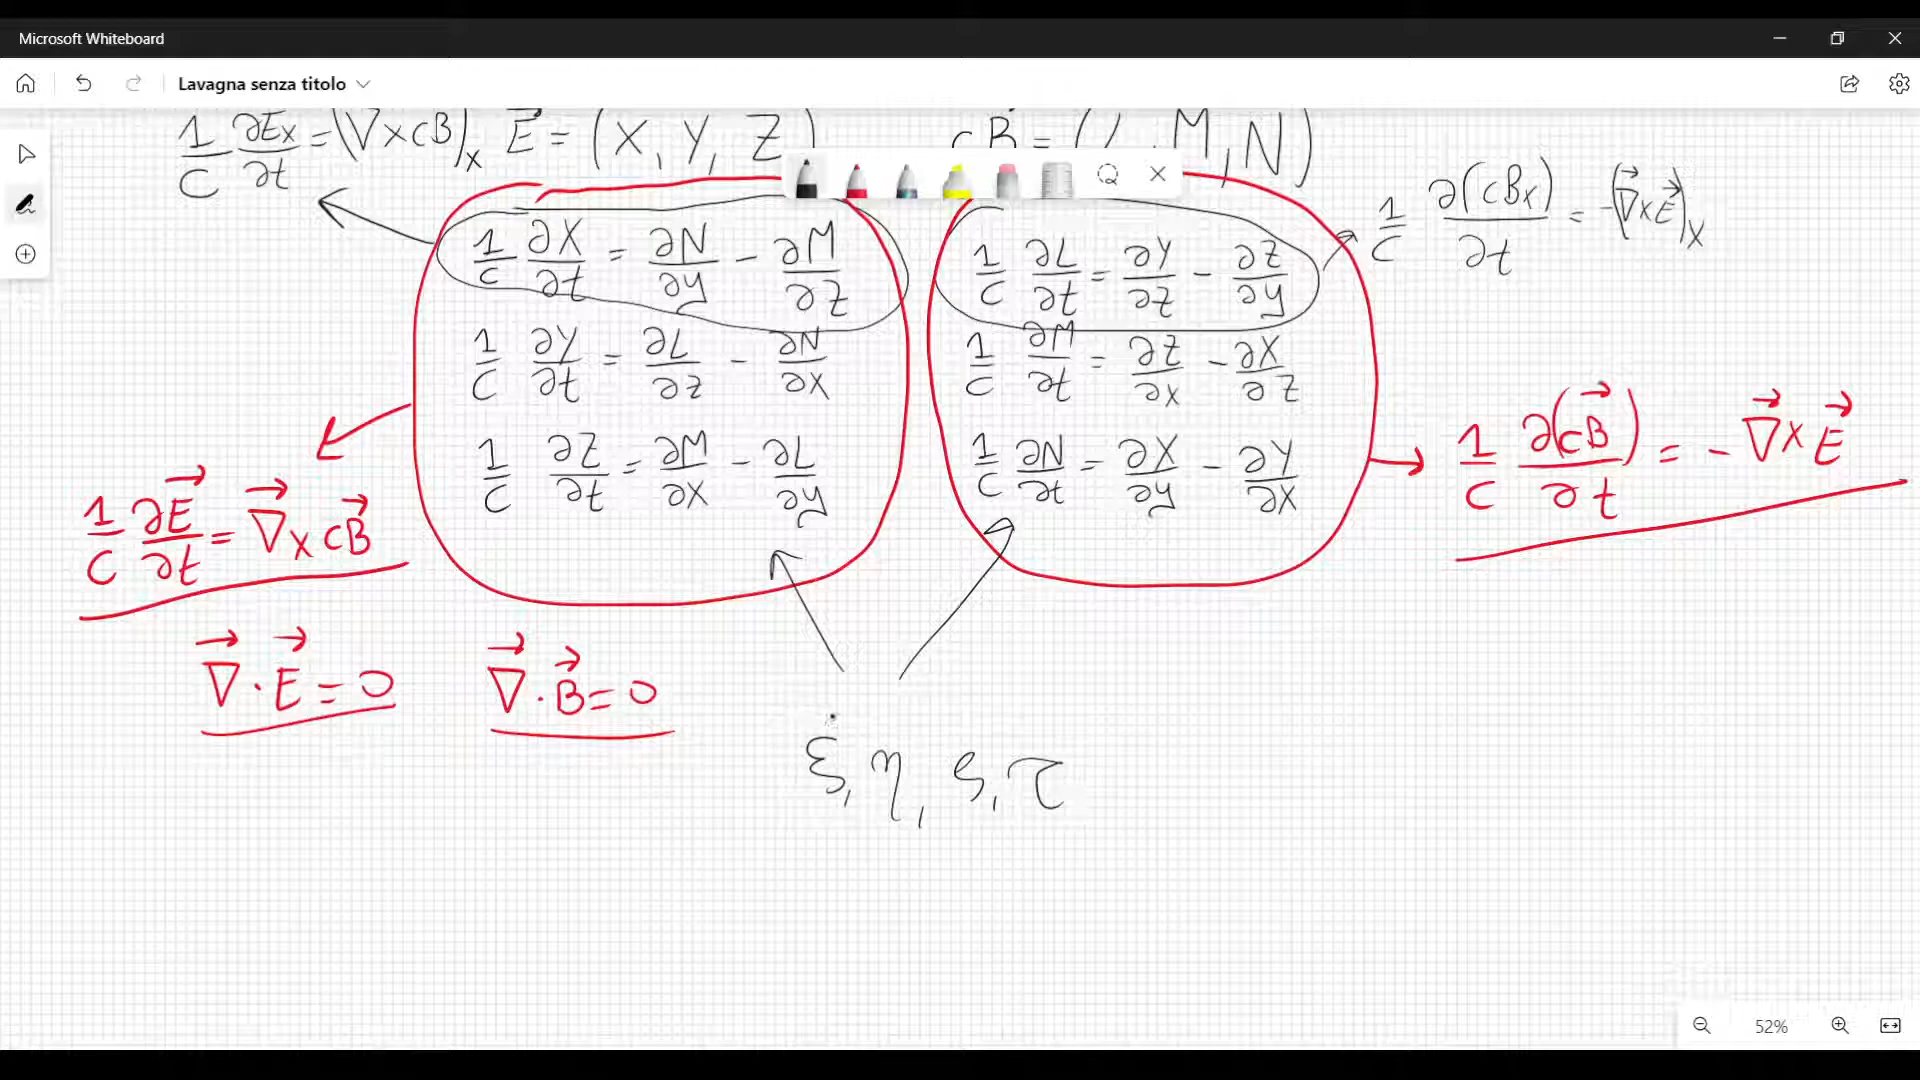 Microsoft Whiteboard
Lavagna senza titolo
1/C ∂Ex/∂t = (∇×cB)x E⃗ = (X, Y, Z) cB = (L, M, N)
1/C ∂(cBx)/∂t = -(∇⃗×E⃗)x
1/C ∂X/∂t = ∂N/∂y - ∂M/∂Z
1/C ∂L/∂t = ∂Y/∂Z - ∂Z/∂y
1/C ∂Y/∂t = ∂L/∂z - ∂N/∂x
1/C ∂M/∂t = ∂Z/∂x - ∂X/∂Z
1/C ∂Z/∂t = ∂M/∂x - ∂L/∂y
1/C ∂N/∂t = ∂X/∂y - ∂Y/∂x
1/C ∂(cB⃗)/∂t = - ∇⃗×E⃗
1/C ∂E⃗/∂t = ∇⃗×cB⃗
∇⃗·E⃗ = 0
∇⃗·B⃗ = 0
ξ, η, ς, τ
52%